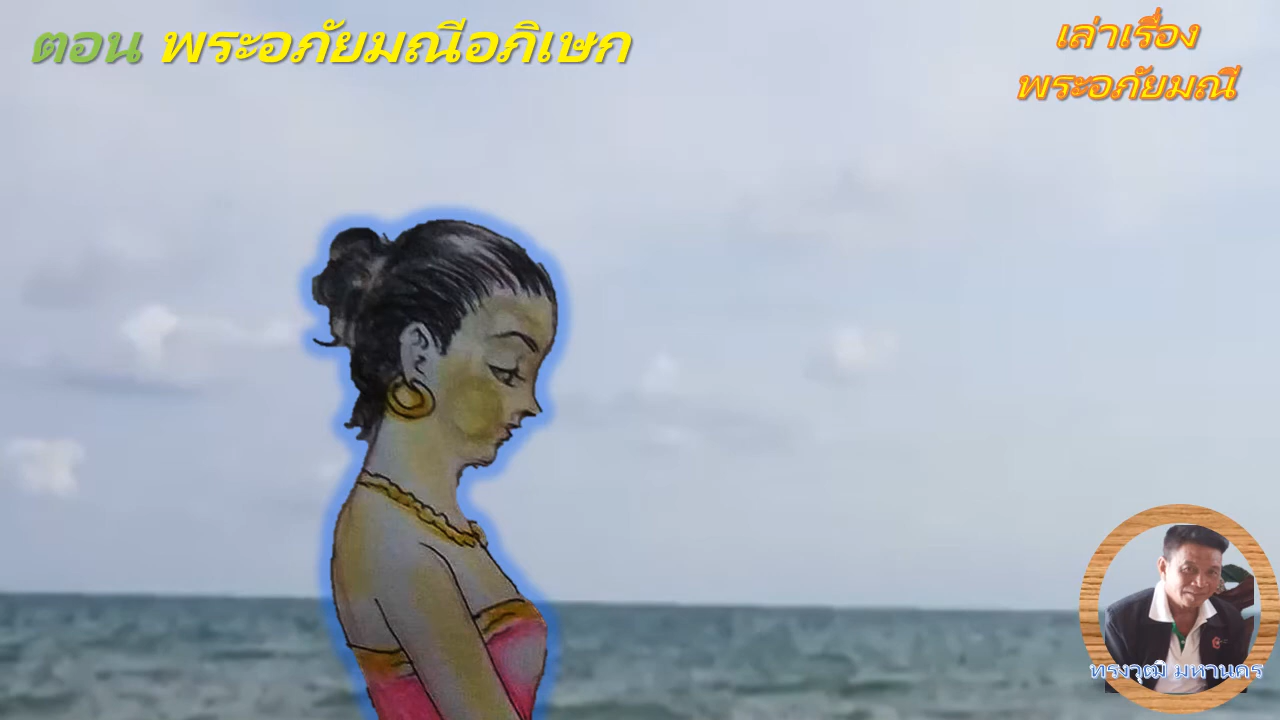 ตอน พระอภัยมณีอภิเษก
เล่าเรื่อง
พระอภัยมณี
ทรงวุฒิ มหานคร